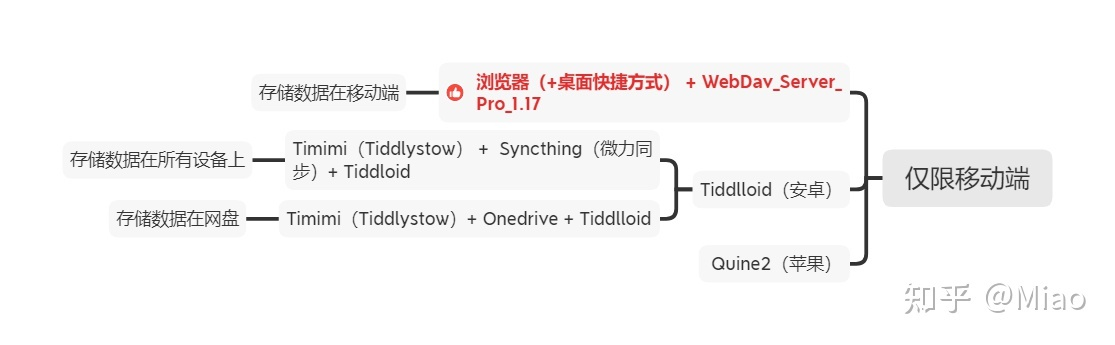 存储数据在移动端
浏览器（+桌面快捷方式） + WebDav_Server_
Pro_1.17
存储数据在所有设备上
Timimi（Tiddlystow） + Syncthing（微力同
步）+ Tiddloid
Tiddlloid（安卓）
仅限移动端
存储数据在网盘
Timimi（Tiddlystow）+ Onedrive + Tiddlloid
Quine2（苹果）
知乎 @Miao